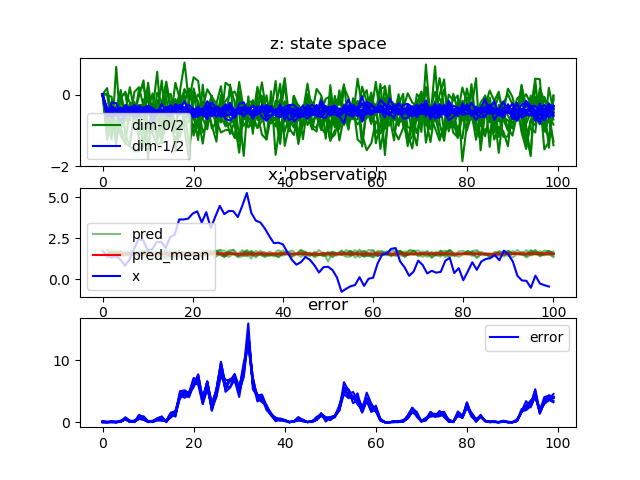 z: state space
0
−2
dim-0/2
dim-1/2
0 20 40 60 80 100
x: observation
5.0
2.5
0.0
pred
pred_mean
x
0 20 40 60 80 100
error
10
0
error
0 20 40 60 80 100